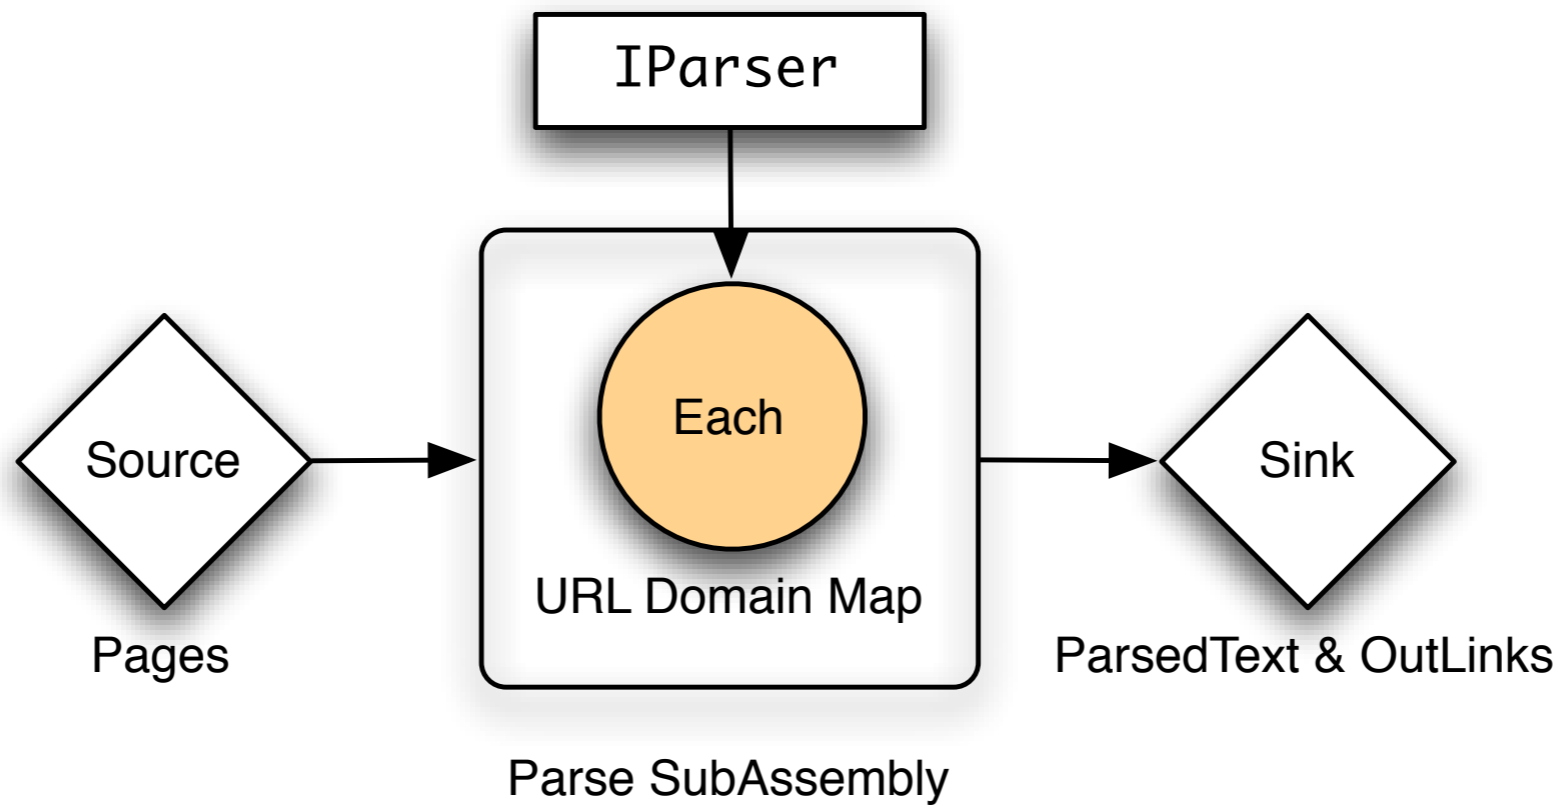 IParser
Each
Source
Sink
URL Domain Map
Pages
ParsedText & OutLinks
Parse SubAssembly